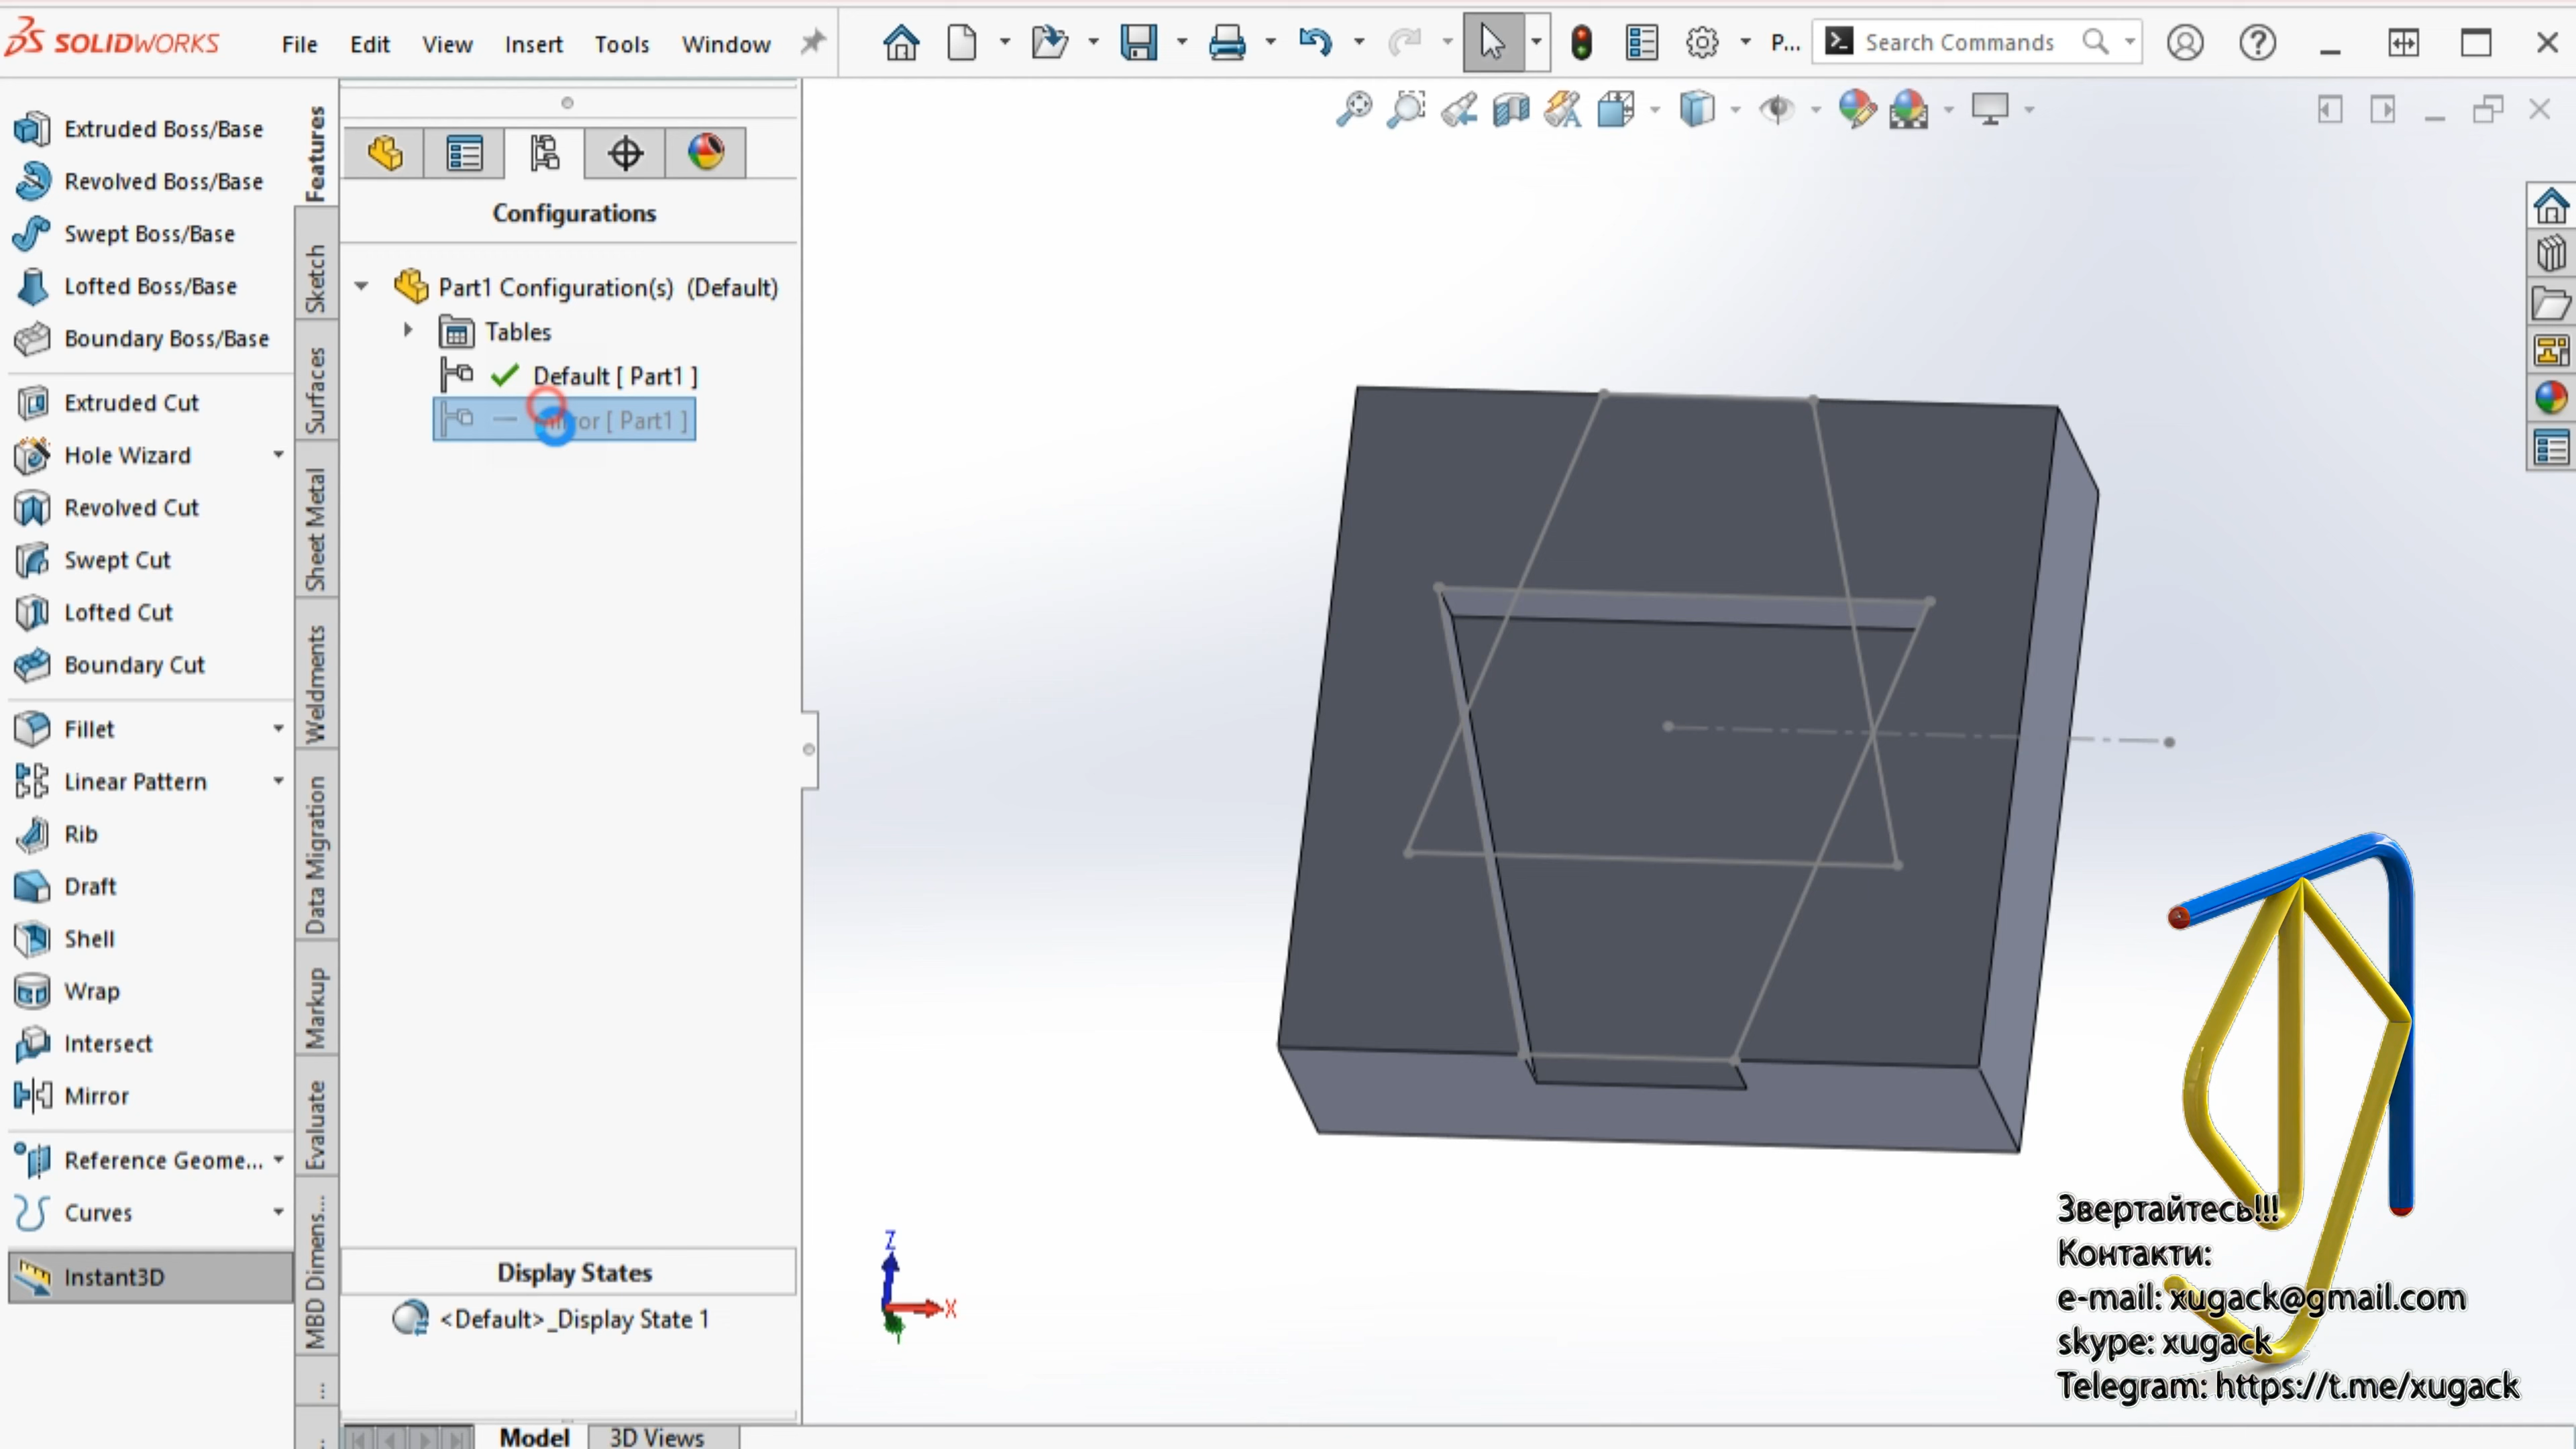 SOLIDWORKS
File Edit View Insert Tools Window
P... Search Commands
Extruded Boss/Base
Revolved Boss/Base
Swept Boss/Base
Lofted Boss/Base
Boundary Boss/Base
Extruded Cut
Hole Wizard
Revolved Cut
Swept Cut
Lofted Cut
Boundary Cut
Fillet
Linear Pattern
Rib
Draft
Shell
Wrap
Intersect
Mirror
Reference Geome...
Curves
Instant3D
Features
Sketch
Surfaces
Sheet Metal
Weldments
Data Migration
Markup
Evaluate
MBD Dimens...
...
Configurations
Part1 Configuration(s) (Default)
Tables
Default [ Part1 ]
[ Part1 ]
Display States
<Default>_Display State 1
Model 3D Views
Z
X
Звертайтесь!!!
Контакти:
e-mail: xugack@gmail.com
skype: xugack
Telegram: https://t.me/xugack